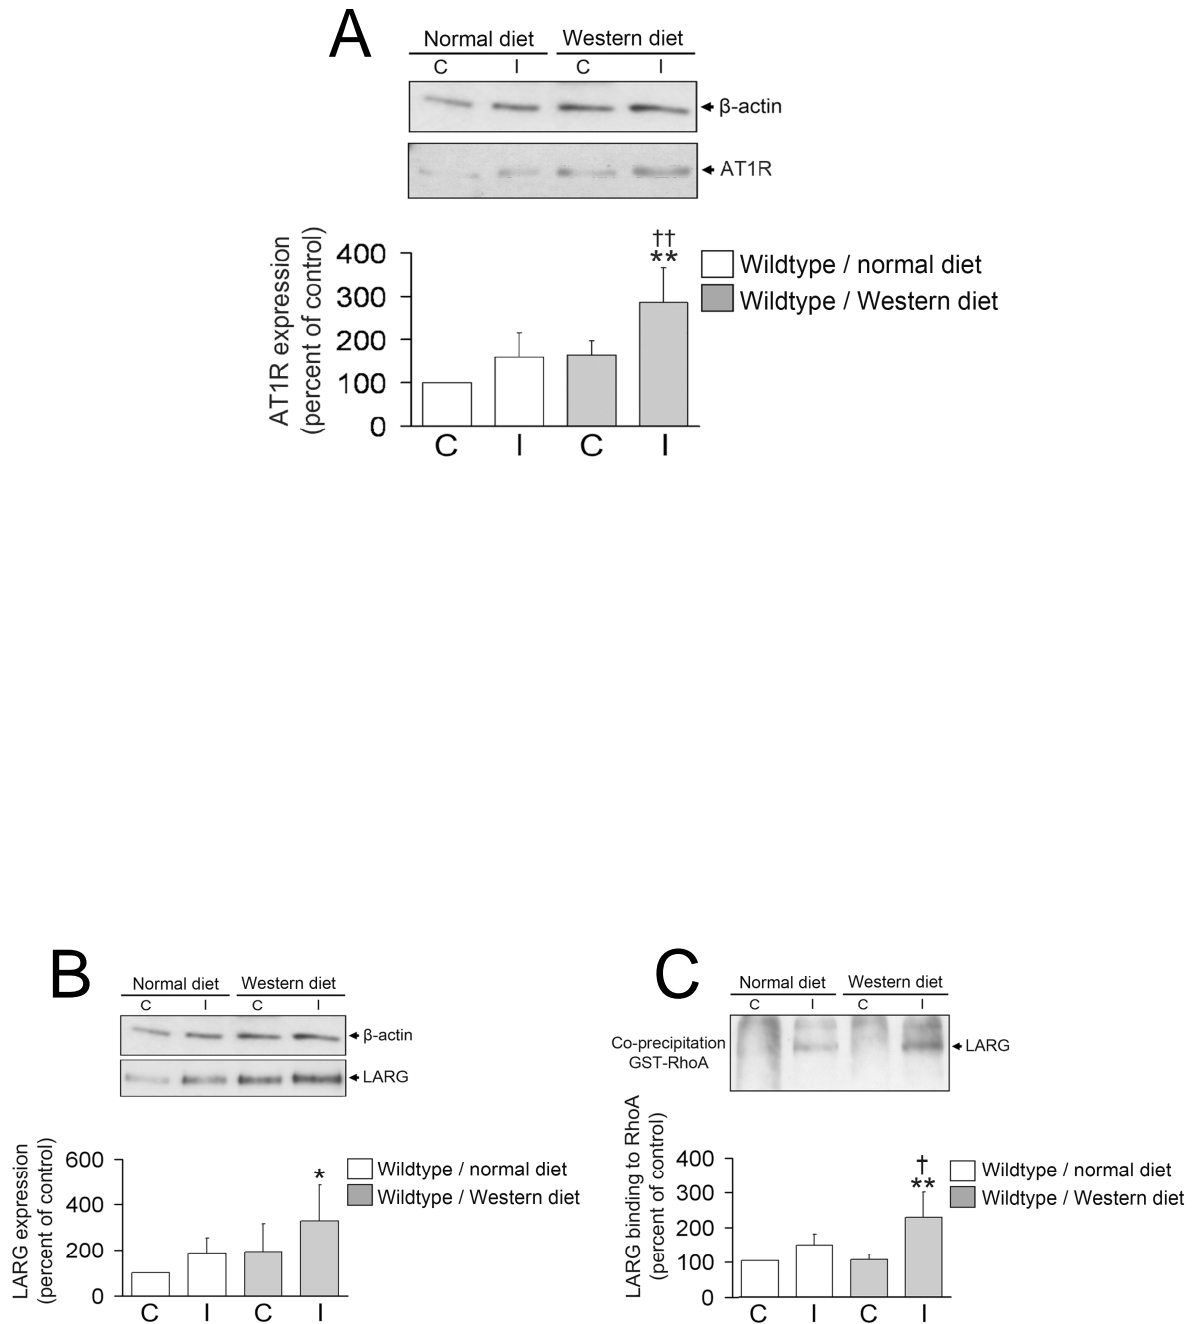 A
Normal diet Western diet
C I C I
β-actin
AT1R
AT1R expression
(percent of control)
400
300
200
100
0
††
**
C I C I
Wildtype / normal diet
Wildtype / Western diet
B
Normal diet Western diet
C I C I
β-actin
LARG
LARG expression
(percent of control)
600
400
200
0
*
C I C I
Wildtype / normal diet
Wildtype / Western diet
C
Normal diet Western diet
C I C I
Co-precipitation
GST-RhoA
LARG
LARG binding to RhoA
(percent of control)
400
300
200
100
0
†
**
C I C I
Wildtype / normal diet
Wildtype / Western diet